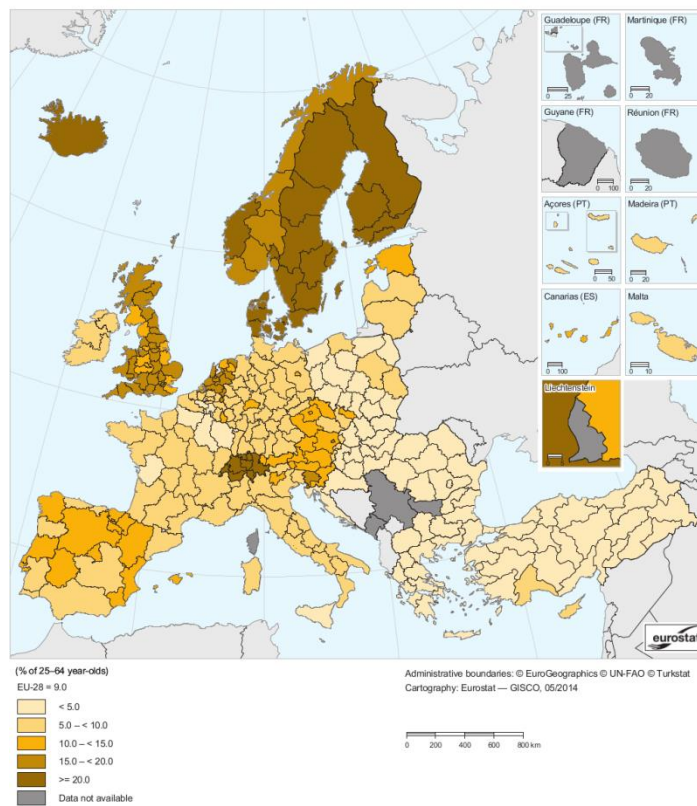 Guadeloupe (FR)
Martinique (FR)
0 25
0 20
Guyane (FR)
Réunion (FR)
0 100
0 20
Açores (PT)
Madeira (PT)
0 50
0 20
Canarias (ES)
Malta
0 100
0 10
Liechtenstein
eurostat
(% of 25–64 year-olds)
EU-28 = 9.0
< 5.0
5.0 – < 10.0
10.0 – < 15.0
15.0 – < 20.0
>= 20.0
Data not available
Administrative boundaries: © EuroGeographics © UN-FAO © Turkstat
Cartography: Eurostat — GISCO, 05/2014
0 200 400 600 800 km